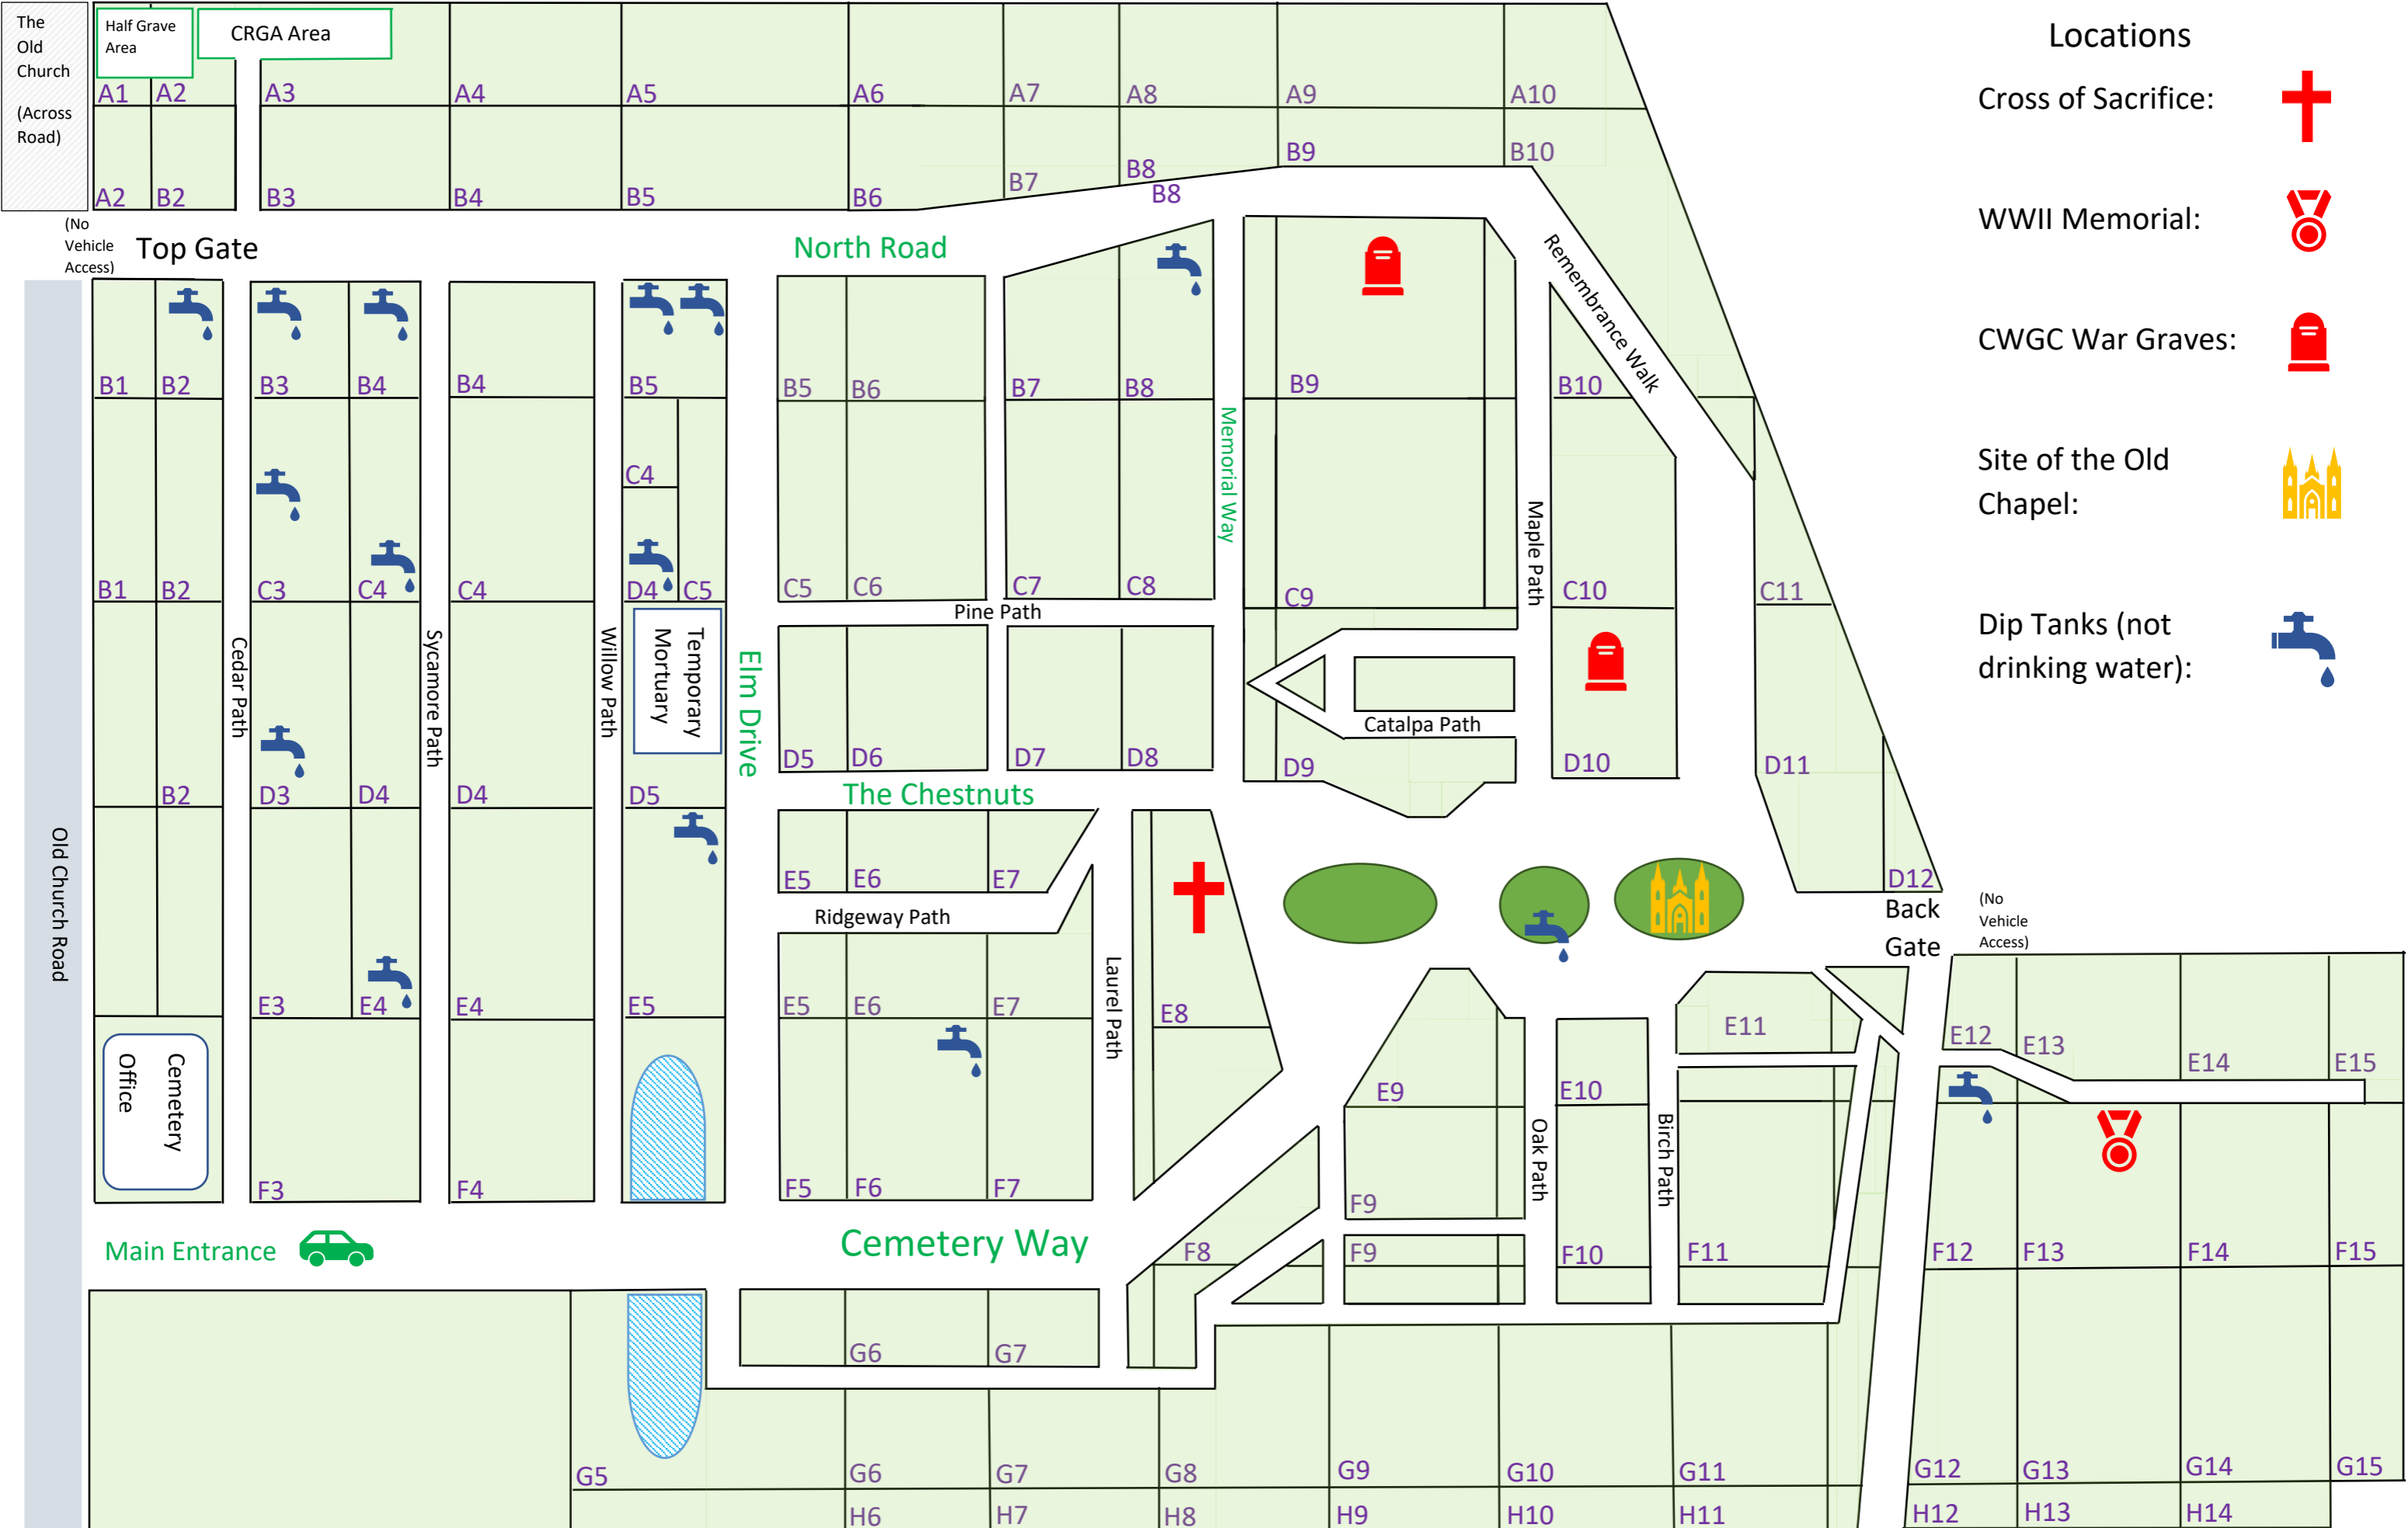 The
Old
Church
(Across
Road)
Half Grave
Area
CRGA Area
A1 A2 A3 A4 A5 A6 A7 A8 A9 A10
B9 B10
A2 B2 B3 B4 B5 B6 B7 B8
B8
(No
Vehicle
Access)
Top Gate
North Road
Remembrance Walk
B1 B2 B3 B4 B4 B5 B5 B6 B7 B8 B9 B10
Memorial Way
C4
Maple Path
B1 B2 C3 C4 C4 D4 C5 C5 C6 C7 C8 C9 C10 C11
Pine Path
Cedar Path
Sycamore Path
Willow Path
Temporary
Mortuary
Elm Drive
Catalpa Path
B2 D3 D4 D4 D5 D5 D6 D7 D8 D9 D10 D11
The Chestnuts
Old Church Road
E5 E6 E7
D12
Ridgeway Path
Back
Gate
(No
Vehicle
Access)
Laurel Path
E3 E4 E4 E5 E5 E6 E7 E8 E11 E12 E13 E14 E15
Cemetery
Office
E9 E10
Oak Path
Birch Path
F3 F4 F5 F6 F7 F9
Main Entrance
Cemetery Way
F8 F9 F10 F11 F12 F13 F14 F15
G6 G7
G5 G6 G7 G8 G9 G10 G11 G12 G13 G14 G15
H6 H7 H8 H9 H10 H11 H12 H13 H14
Locations
Cross of Sacrifice:
WWII Memorial:
CWGC War Graves:
Site of the Old
Chapel:
Dip Tanks (not
drinking water):